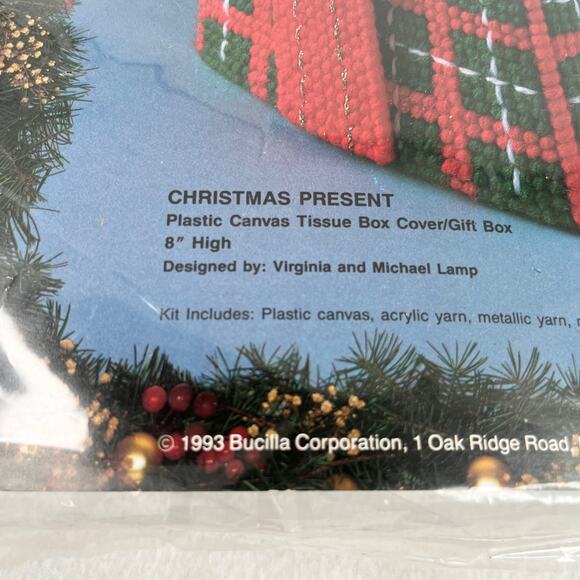 CHRISTMAS PRESENT
Plastic Canvas Tissue Box Cover/Gift Box
8″ High
Designed by: Virginia and Michael Lamp
Kit Includes: Plastic canvas, acrylic yarn, metallic yarn,
© 1993 Bucilla Corporation, 1 Oak Ridge Road,